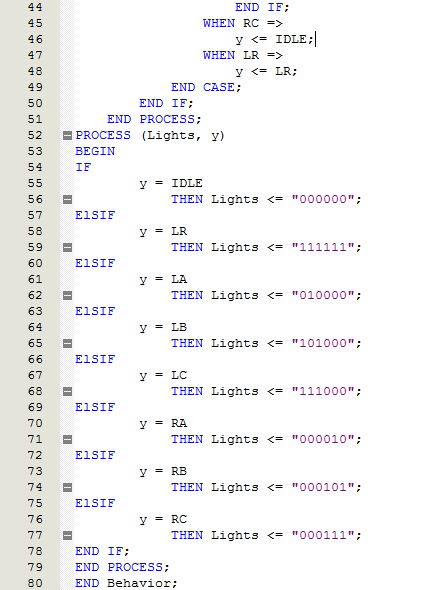 44 END IF;
45 WHEN RC =>
46 y <= IDLE;
47 WHEN LR =>
48 y <= LR;
49 END CASE;
50 END IF;
51 END PROCESS;
52 PROCESS (Lights, y)
53 BEGIN
54 IF
55 y = IDLE
56 THEN Lights <= "000000";
57 ElSIF
58 y = LR
59 THEN Lights <= "111111";
60 ElSIF
61 y = LA
62 THEN Lights <= "010000";
63 ElSIF
64 y = LB
65 THEN Lights <= "101000";
66 ElSIF
67 y = LC
68 THEN Lights <= "111000";
69 ElSIF
70 y = RA
71 THEN Lights <= "000010";
72 ElSIF
73 y = RB
74 THEN Lights <= "000101";
75 ElSIF
76 y = RC
77 THEN Lights <= "000111";
78 END IF;
79 END PROCESS;
80 END Behavior;